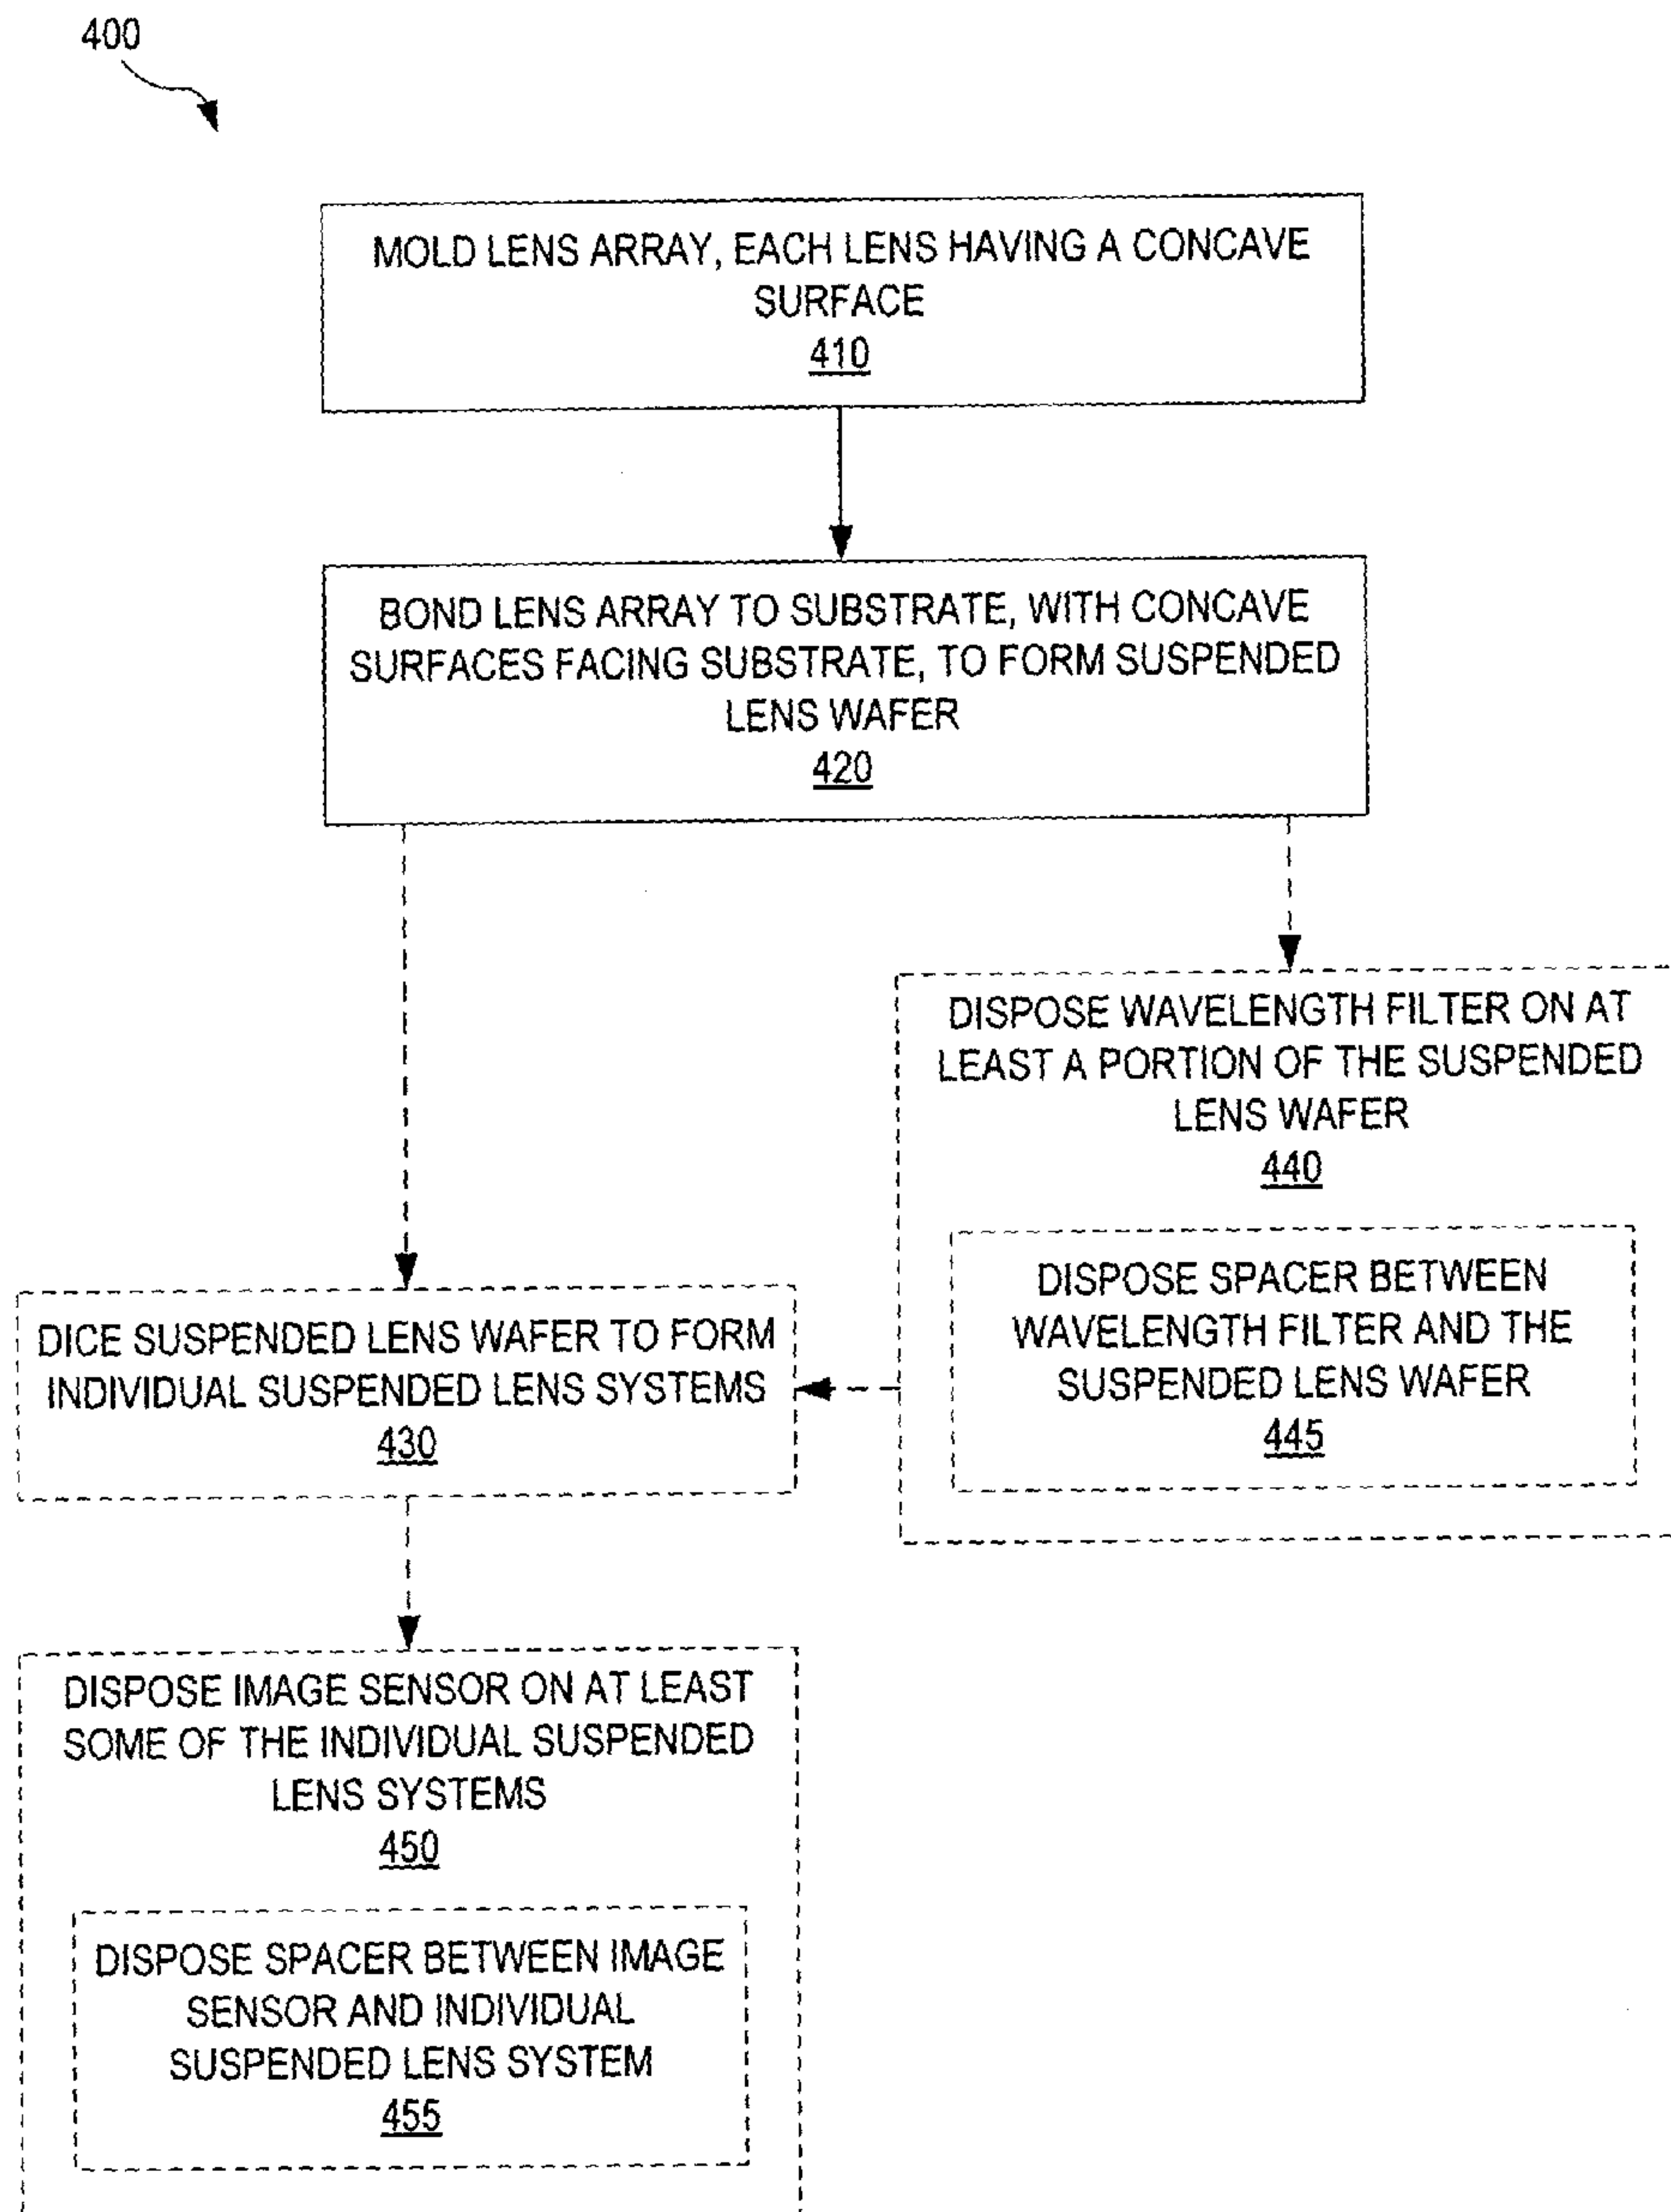 400
MOLD LENS ARRAY, EACH LENS HAVING A CONCAVE
SURFACE
410
BOND LENS ARRAY TO SUBSTRATE, WITH CONCAVE
SURFACES FACING SUBSTRATE, TO FORM SUSPENDED
LENS WAFER
420
DISPOSE WAVELENGTH FILTER ON AT
LEAST A PORTION OF THE SUSPENDED
LENS WAFER
440
DISPOSE SPACER BETWEEN
WAVELENGTH FILTER AND THE
SUSPENDED LENS WAFER
445
DICE SUSPENDED LENS WAFER TO FORM
INDIVIDUAL SUSPENDED LENS SYSTEMS
430
DISPOSE IMAGE SENSOR ON AT LEAST
SOME OF THE INDIVIDUAL SUSPENDED
LENS SYSTEMS
450
DISPOSE SPACER BETWEEN IMAGE
SENSOR AND INDIVIDUAL
SUSPENDED LENS SYSTEM
455